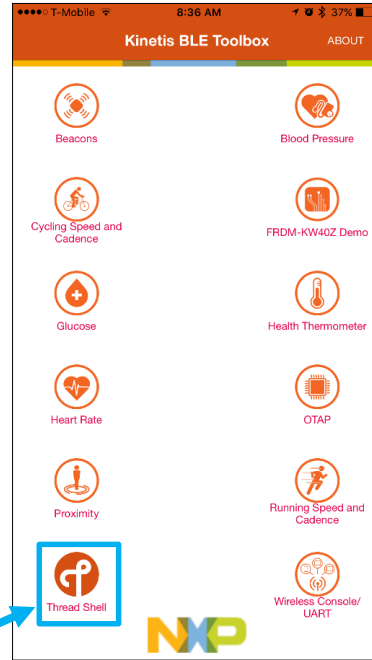 T-Mobile 8:36 AM 37%
Kinetis BLE Toolbox ABOUT
Beacons
Blood Pressure
Cycling Speed and
Cadence
FRDM-KW40Z Demo
Glucose
Health Thermometer
Heart Rate
OTAP
Proximity
Running Speed and
Cadence
Thread Shell
Wireless Console/
UART
NXP